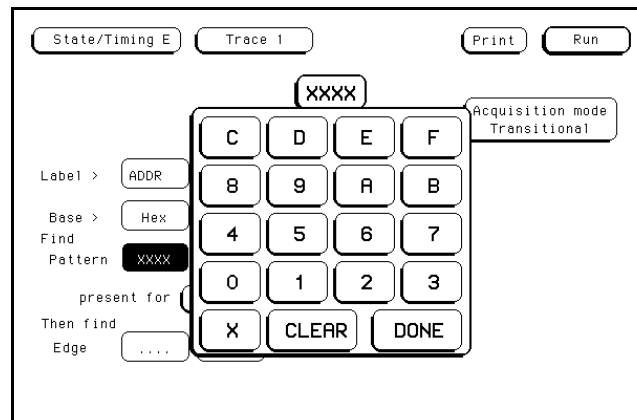 State/Timing E Trace 1 Print Run
XXXX
Acquisition mode
Transitional
C D E F
Label > ADDR
8 9 A B
Base > Hex
Find
4 5 6 7
Pattern XXXX
0 1 2 3
present for
Then find
X CLEAR DONE
Edge ....